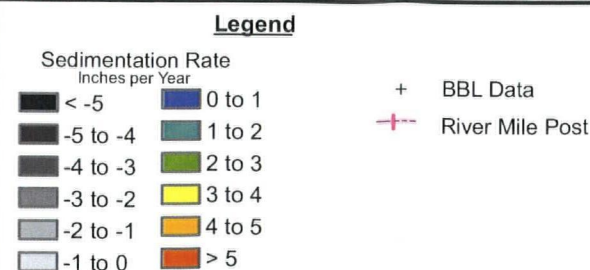 Legend
Sedimentation Rate
Inches per Year
< -5
-5 to -4
-4 to -3
-3 to -2
-2 to -1
-1 to 0
0 to 1
1 to 2
2 to 3
3 to 4
4 to 5
> 5
+ BBL Data
River Mile Post